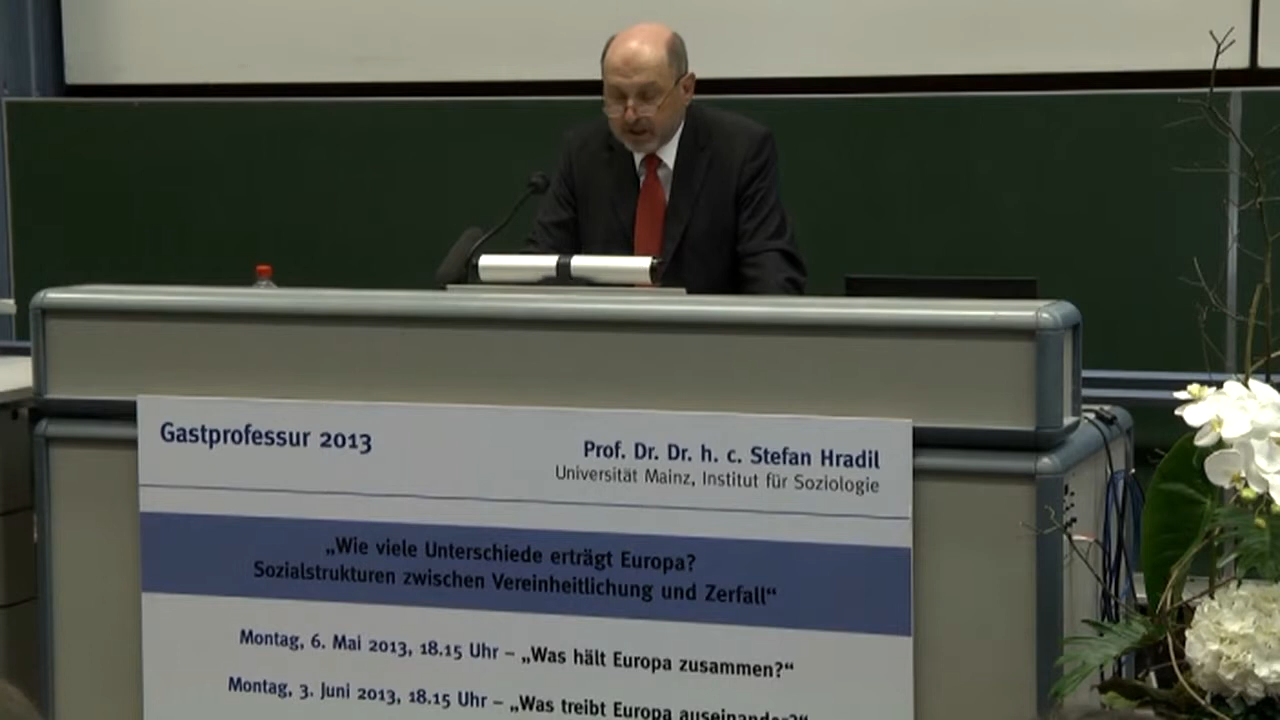 Gastprofessur 2013
Prof. Dr. Dr. h. c. Stefan Hradil
Universität Mainz, Institut für Soziologie
„Wie viele Unterschiede erträgt Europa?
Sozialstrukturen zwischen Vereinheitlichung und Zerfall“
Montag, 6. Mai 2013, 18.15 Uhr – „Was hält Europa zusammen?“
Montag, 3. Juni 2013, 18.15 Uhr – „Was treibt Europa auseinander?“